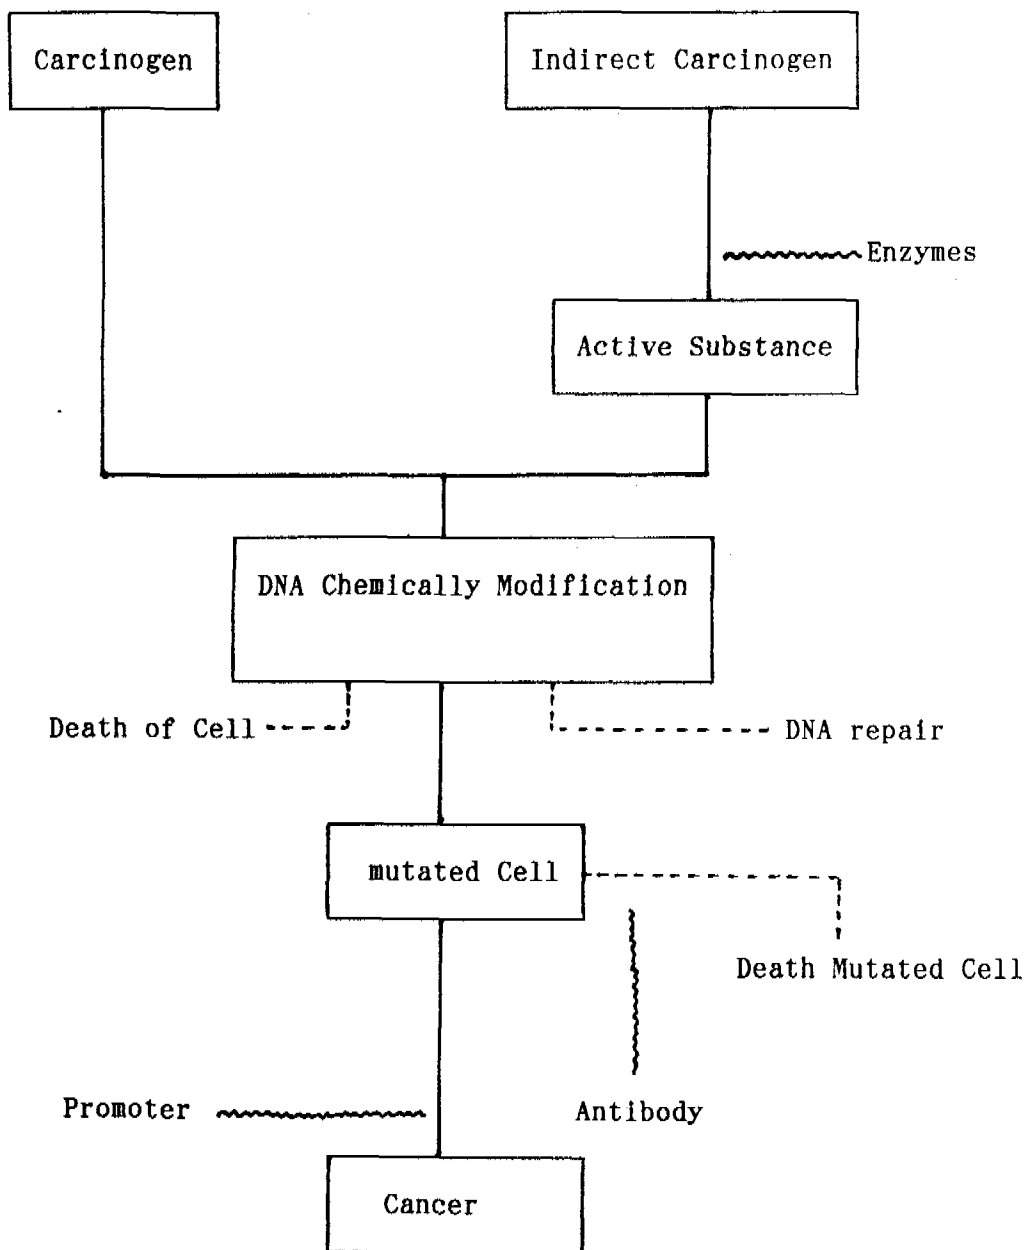 Carcinogen
Indirect Carcinogen
Enzymes
Active Substance
DNA Chemically Modification
Death of Cell
DNA repair
mutated Cell
Death Mutated Cell
Promoter
Antibody
Cancer